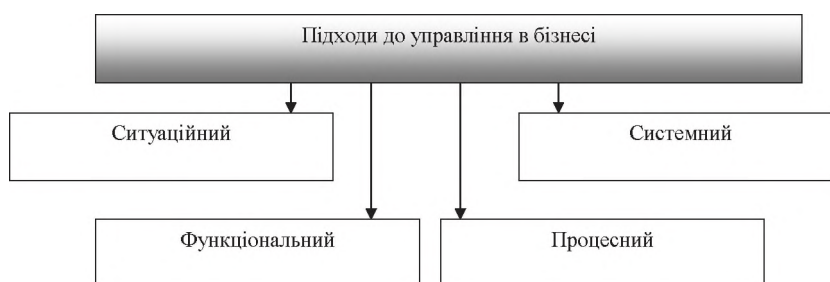 Підходи до управління в бізнесі
Ситуаційний
Системний
Функціональний
Процесний